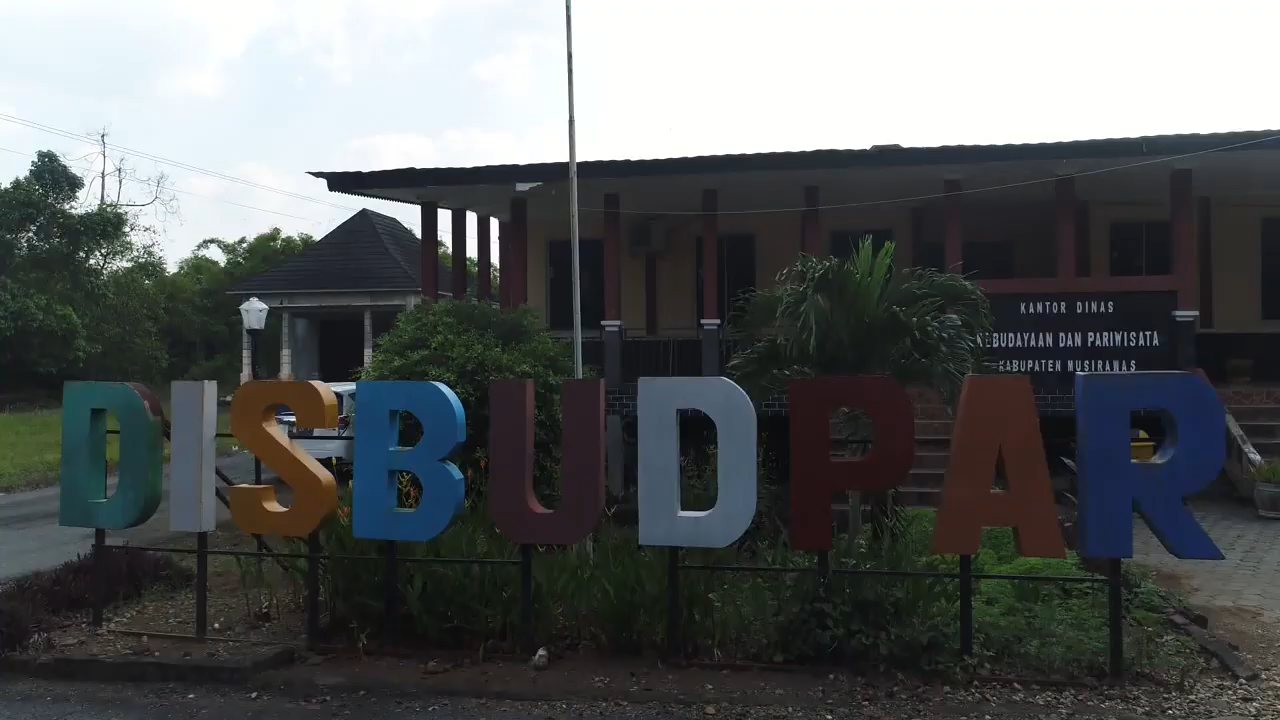 KANTOR DINAS
KEBUDAYAAN DAN PARIWISATA
KABUPATEN MUSIRAWAS
DISBUDPAR